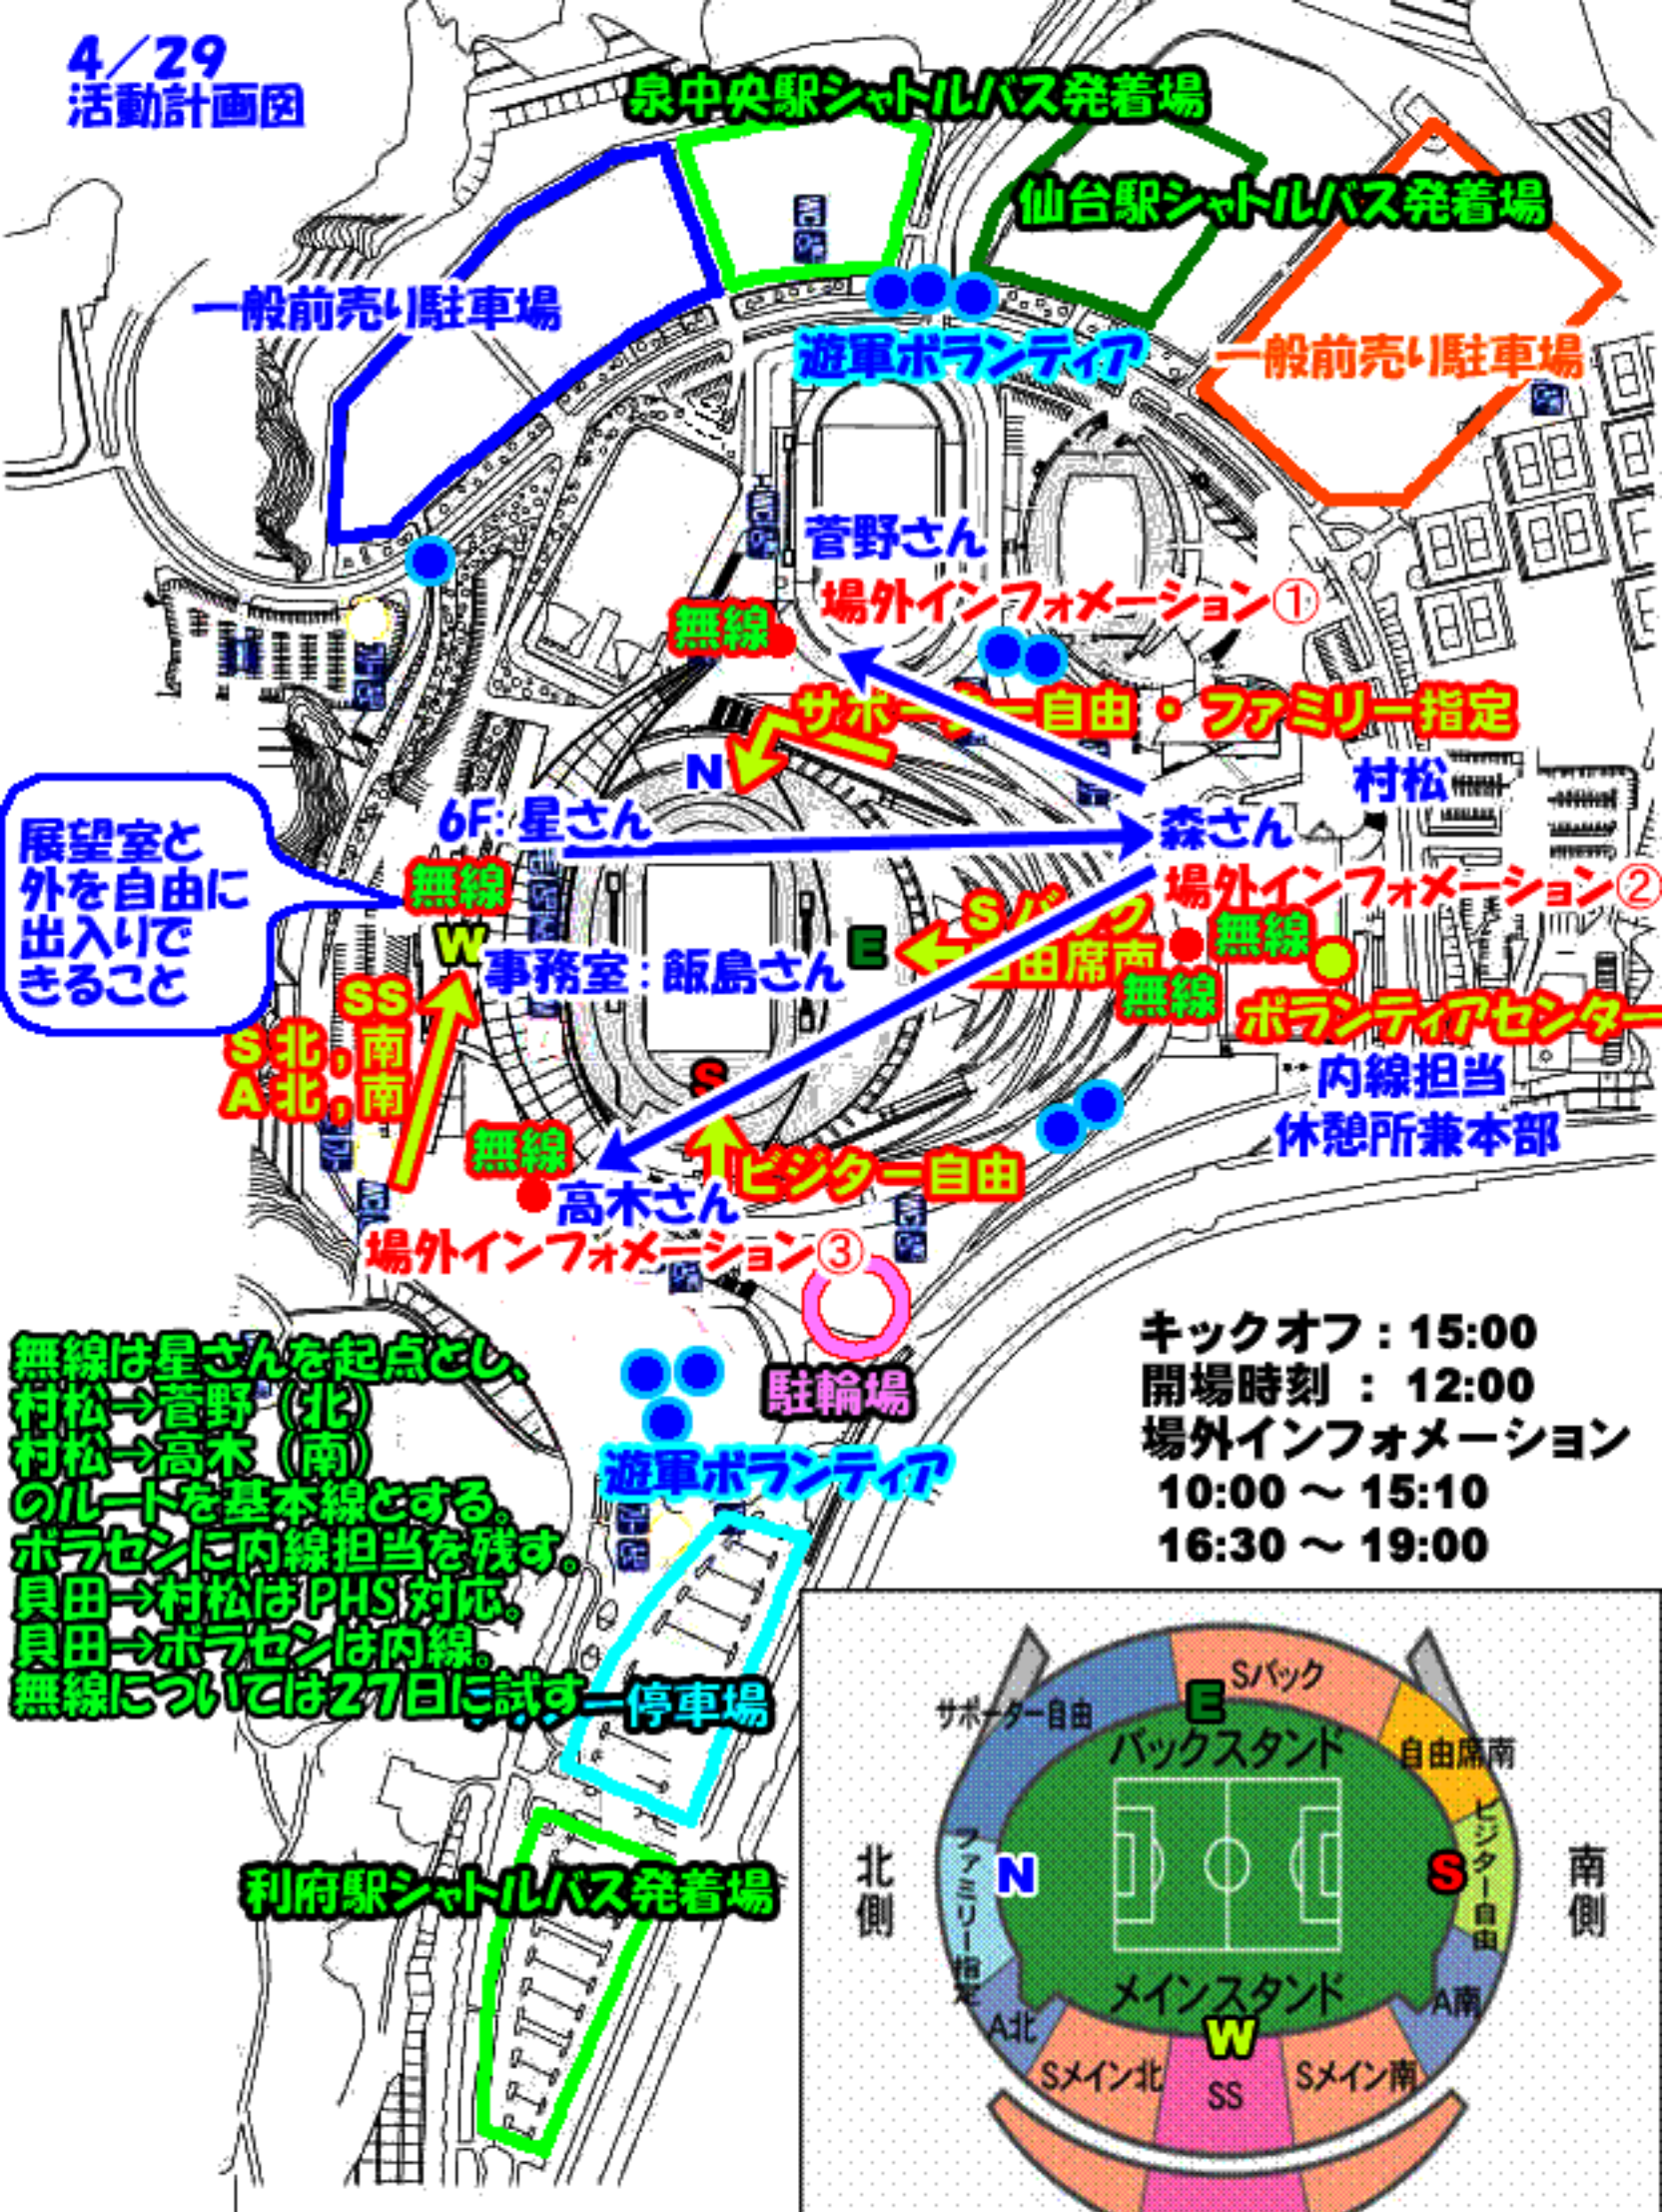 4/29
活動計画図
泉中央駅シャトルバス発着場
仙台駅シャトルバス発着場
一般前売り駐車場
遊軍ボランティア
一般前売り駐車場
菅野さん
場外インフォメーション①
無線
サポーター自由・ファミリー指定
N
村松
6F:星さん
森さん
展望室と
外を自由に
出入りで
きること
無線
場外インフォメーション②
Sバック
自由席南
無線
W
E
事務室:飯島さん
無線
SS
S北,南
A北,南
ボランティアセンター
内線担当
休憩所兼本部
S
無線
ビジター自由
高木さん
場外インフォメーション③
駐輪場
キックオフ:15:00
開場時刻 : 12:00
場外インフォメーション
10:00 ~ 15:10
16:30 ~ 19:00
無線は星さんを起点とし、
村松→菅野(北)
村松→高木(南)
のルートを基本線とする。
ボラセンに内線担当を残す。
貝田→村松はPHS対応。
貝田→ボラセンは内線。
無線については27日に試す
遊軍ボランティア
ー停車場
利府駅シャトルバス発着場
Sバック
サポーター自由
E
バックスタンド
自由席南
ビジター自由
北側
ファミリー指定
N
S
南側
メインスタンド
W
A北
A南
Sメイン北
SS
Sメイン南